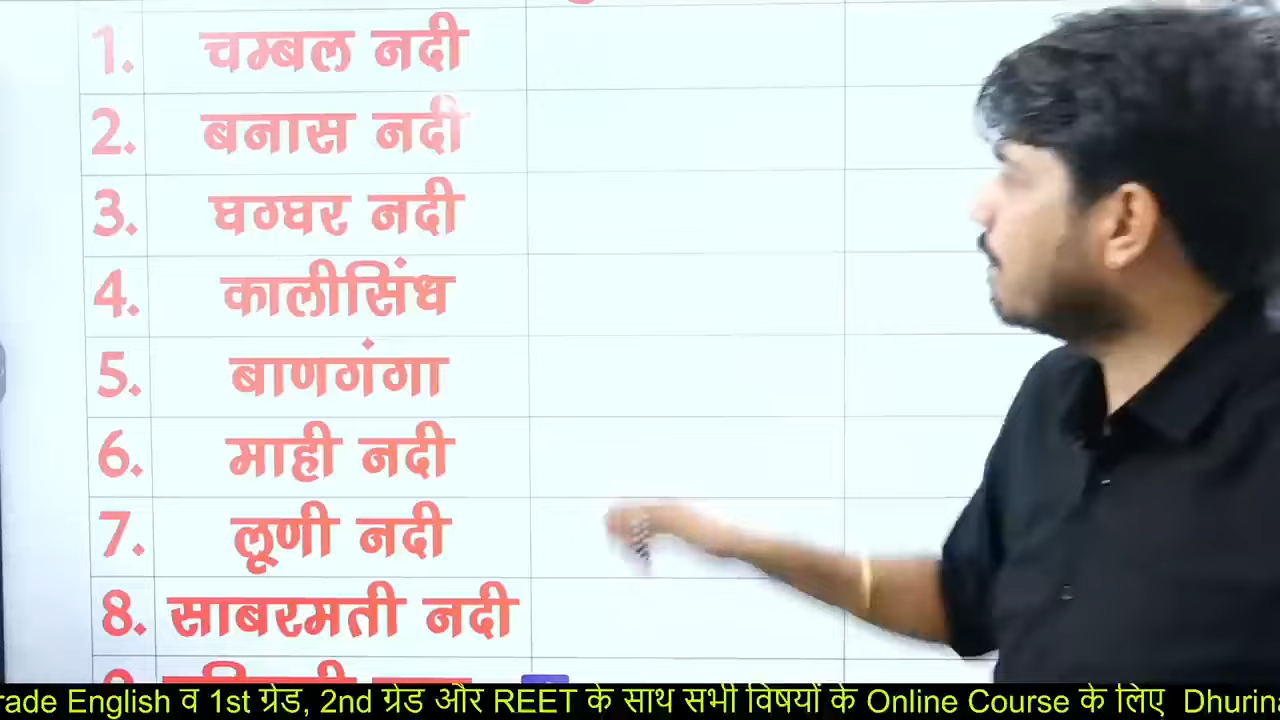 1. चम्बल नदी
2. बनास नदी
3. घग्घर नदी
4. कालीसिंध
5. बाणगंगा
6. माही नदी
7. लूणी नदी
8. साबरमती नदी
9.
rade English व 1st ग्रेड, 2nd ग्रेड और REET के साथ सभी विषयों के Online Course के लिए Dhurina